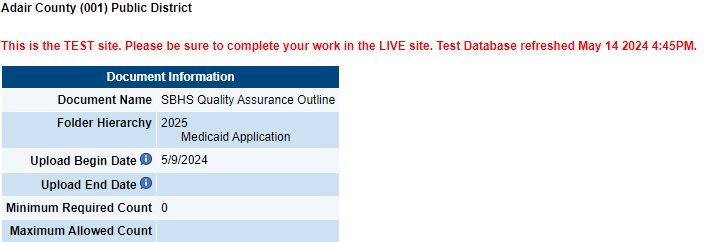 Adair County (001) Public District
This is the TEST site. Please be sure to complete your work in the LIVE site. Test Database refreshed May 14 2024 4:45PM.
Document Information
Document Name SBHS Quality Assurance Outline
Folder Hierarchy 2025
Medicaid Application
Upload Begin Date 5/9/2024
Upload End Date
Minimum Required Count 0
Maximum Allowed Count